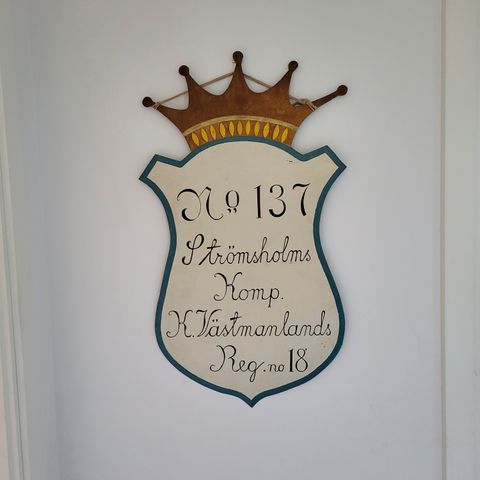 No 137
Strömsholms
Komp.
K. Västmanlands
Reg. no 18